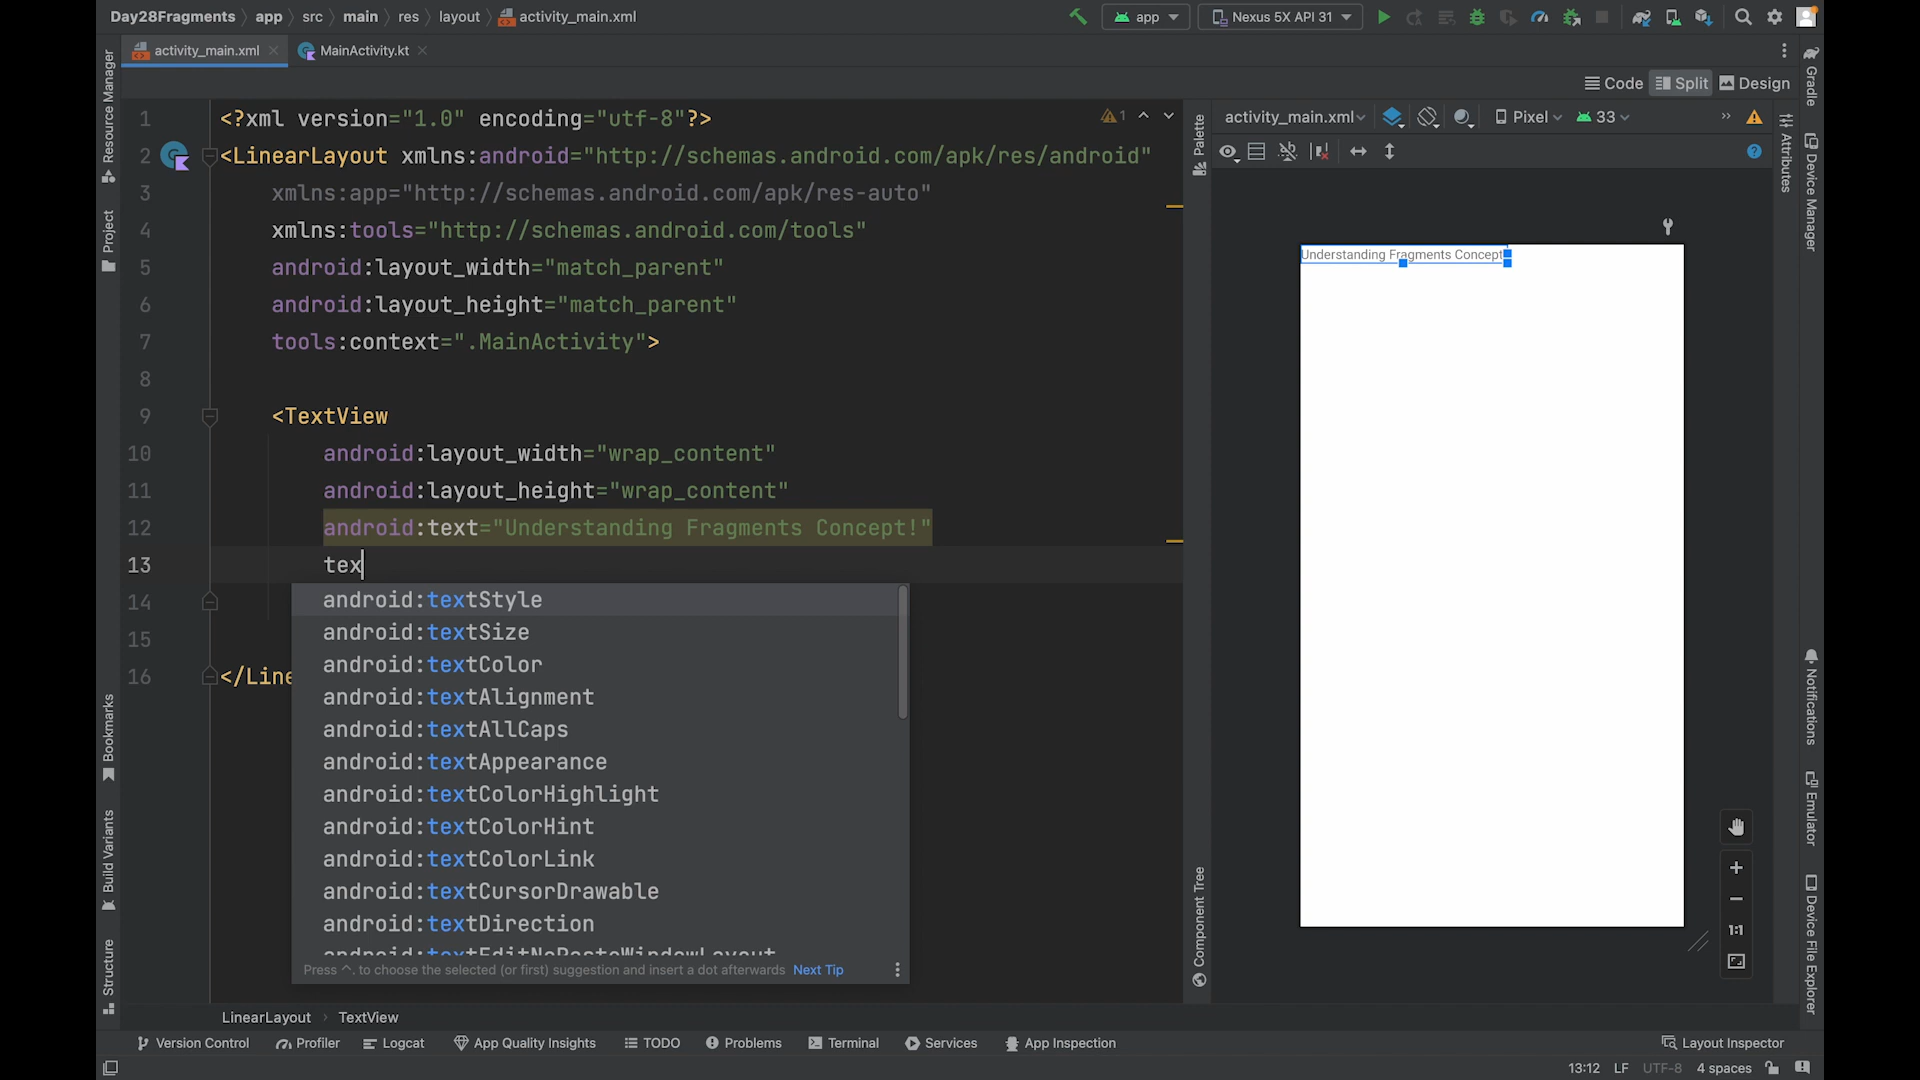 Day28Fragments app src main res layout activity_main.xml app Nexus 5X API 31
activity_main.xml MainActivity.kt
Code Split Design
1 <?xml version="1.0" encoding="utf-8"?>
2 <LinearLayout xmlns:android="http://schemas.android.com/apk/res/android"
3 xmlns:app="http://schemas.android.com/apk/res-auto"
4 xmlns:tools="http://schemas.android.com/tools"
5 android:layout_width="match_parent"
6 android:layout_height="match_parent"
7 tools:context=".MainActivity">
8
9 <TextView
10 android:layout_width="wrap_content"
11 android:layout_height="wrap_content"
12 android:text="Understanding Fragments Concept!"
13 tex
14
15
16 </Line
1
android:textStyle
android:textSize
android:textColor
android:textAlignment
android:textAllCaps
android:textAppearance
android:textColorHighlight
android:textColorHint
android:textColorLink
android:textCursorDrawable
android:textDirection
android:textEditNoPasteWindowLayout
Press ^. to choose the selected (or first) suggestion and insert a dot afterwards Next Tip
activity_main.xml Pixel 33
Understanding Fragments Concept
1:1
Resource Manager
Project
Bookmarks
Build Variants
Structure
Palette
Component Tree
Attributes
Gradle
Device Manager
Notifications
Emulator
Device File Explorer
LinearLayout TextView
Version Control Profiler Logcat App Quality Insights TODO Problems Terminal Services App Inspection Layout Inspector
13:12 LF UTF-8 4 spaces